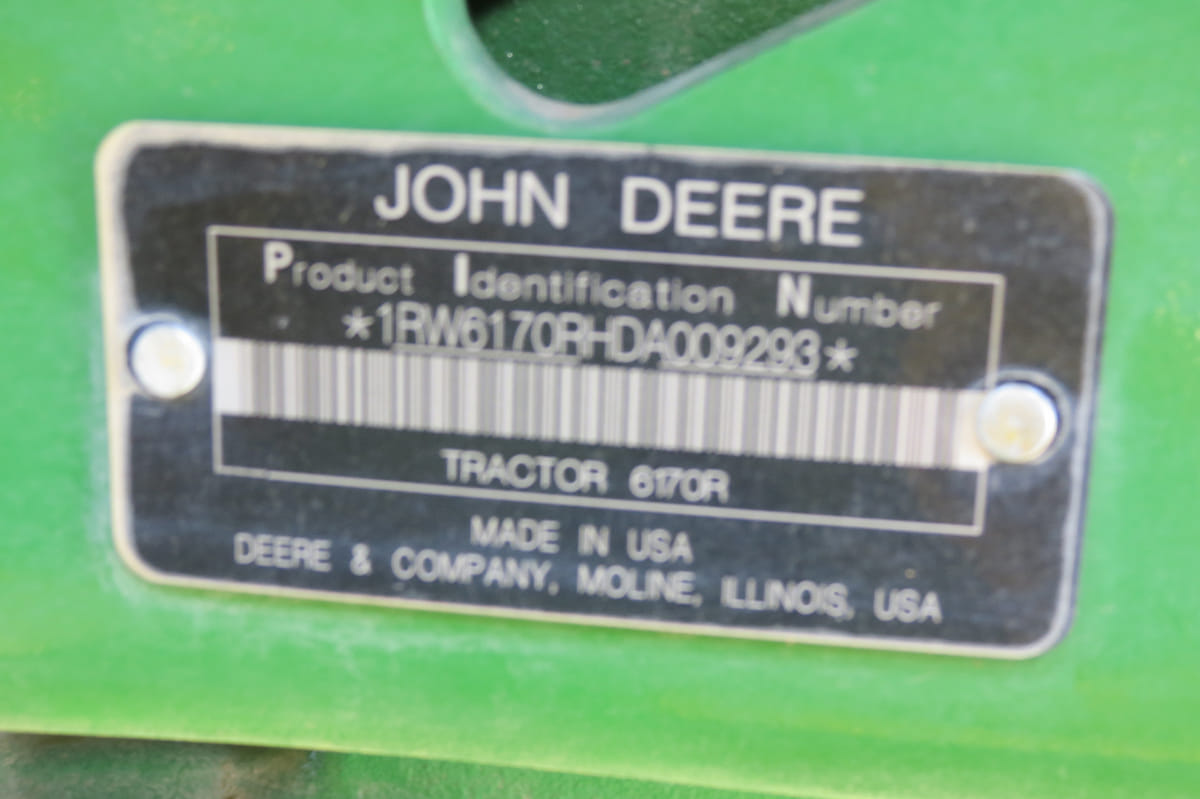 JOHN DEERE
Product Identification Number
*1RW6170RHDA009293*
TRACTOR 6170R
MADE IN USA
DEERE & COMPANY, MOLINE, ILLINOIS, USA